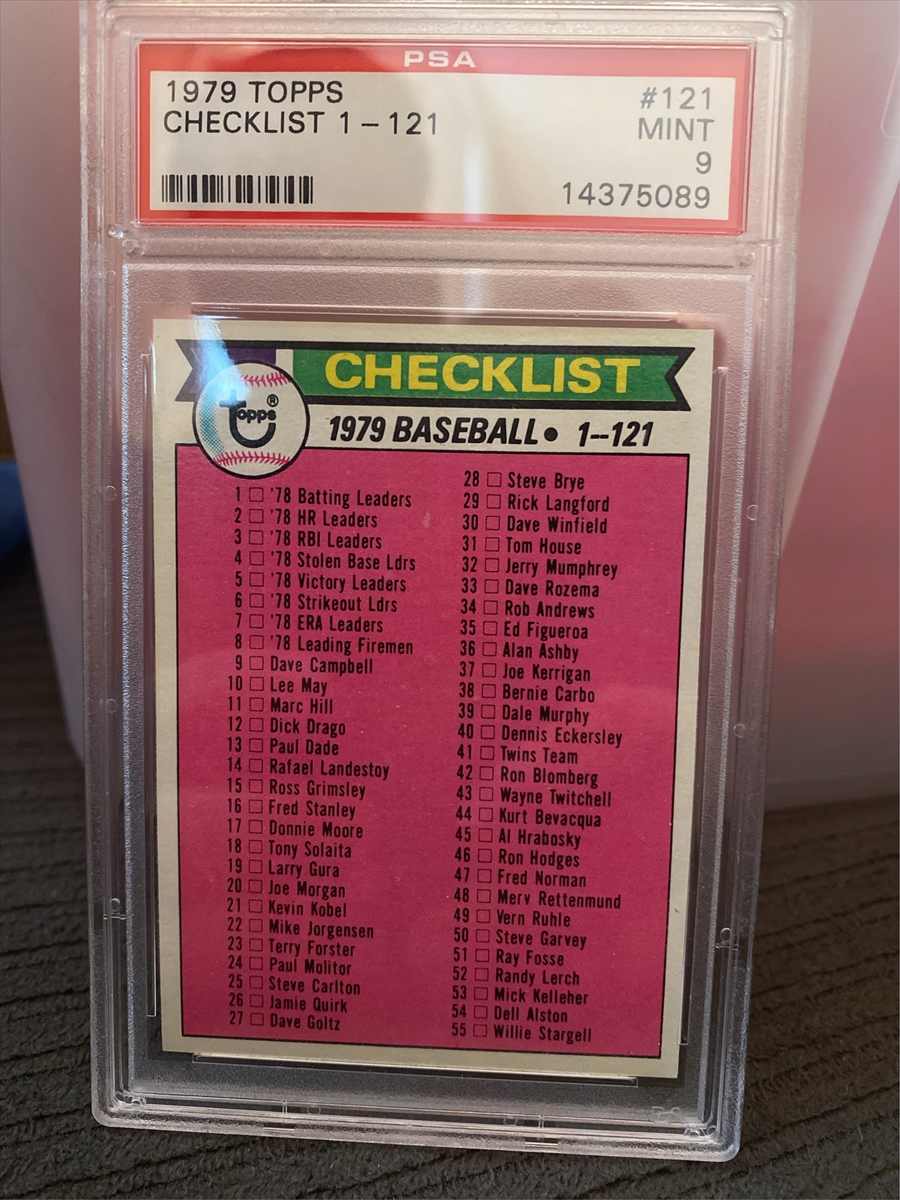 PSA
1979 TOPPS #121
CHECKLIST 1 – 121 MINT
9
14375089
CHECKLIST
Topps®
1979 BASEBALL • 1--121
1 '78 Batting Leaders
2 '78 HR Leaders
3 '78 RBI Leaders
4 '78 Stolen Base Ldrs
5 '78 Victory Leaders
6 '78 Strikeout Ldrs
7 '78 ERA Leaders
8 '78 Leading Firemen
9 Dave Campbell
10 Lee May
11 Marc Hill
12 Dick Drago
13 Paul Dade
14 Rafael Landestoy
15 Ross Grimsley
16 Fred Stanley
17 Donnie Moore
18 Tony Solaita
19 Larry Gura
20 Joe Morgan
21 Kevin Kobel
22 Mike Jorgensen
23 Terry Forster
24 Paul Molitor
25 Steve Carlton
26 Jamie Quirk
27 Dave Goltz
28 Steve Brye
29 Rick Langford
30 Dave Winfield
31 Tom House
32 Jerry Mumphrey
33 Dave Rozema
34 Rob Andrews
35 Ed Figueroa
36 Alan Ashby
37 Joe Kerrigan
38 Bernie Carbo
39 Dale Murphy
40 Dennis Eckersley
41 Twins Team
42 Ron Blomberg
43 Wayne Twitchell
44 Kurt Bevacqua
45 Al Hrabosky
46 Ron Hodges
47 Fred Norman
48 Merv Rettenmund
49 Vern Ruhle
50 Steve Garvey
51 Ray Fosse
52 Randy Lerch
53 Mick Kelleher
54 Dell Alston
55 Willie Stargell